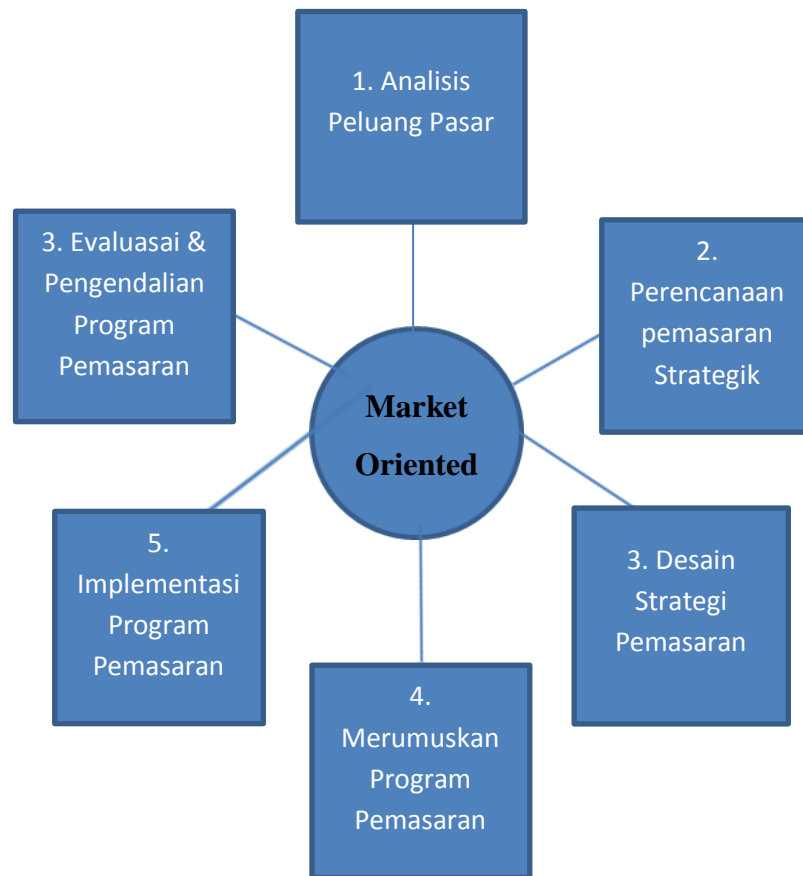 1. Analisis
Peluang Pasar
2.
Perencanaan
pemasaran
Strategik
3. Desain
Strategi
Pemasaran
4.
Merumuskan
Program
Pemasaran
5.
Implementasi
Program
Pemasaran
3. Evaluasai &
Pengendalian
Program
Pemasaran
Market
Oriented